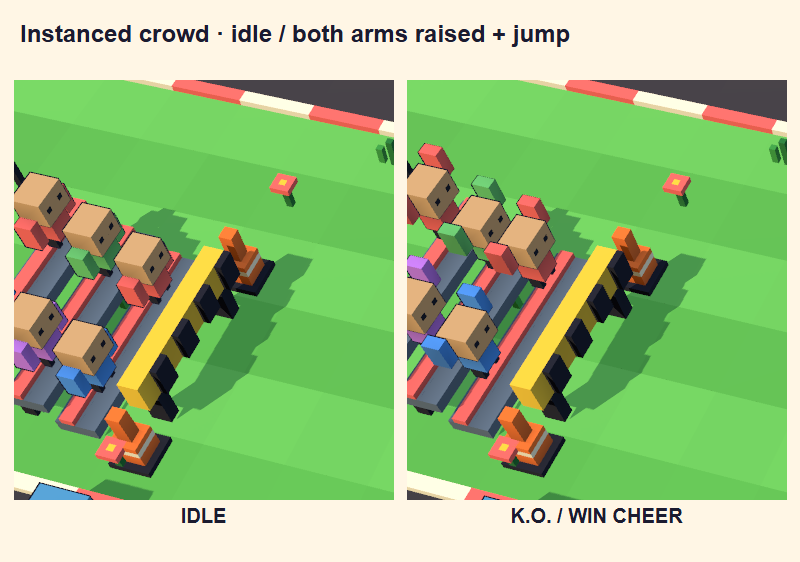 Instanced crowd · idle / both arms raised + jump
IDLE
K.O. / WIN CHEER